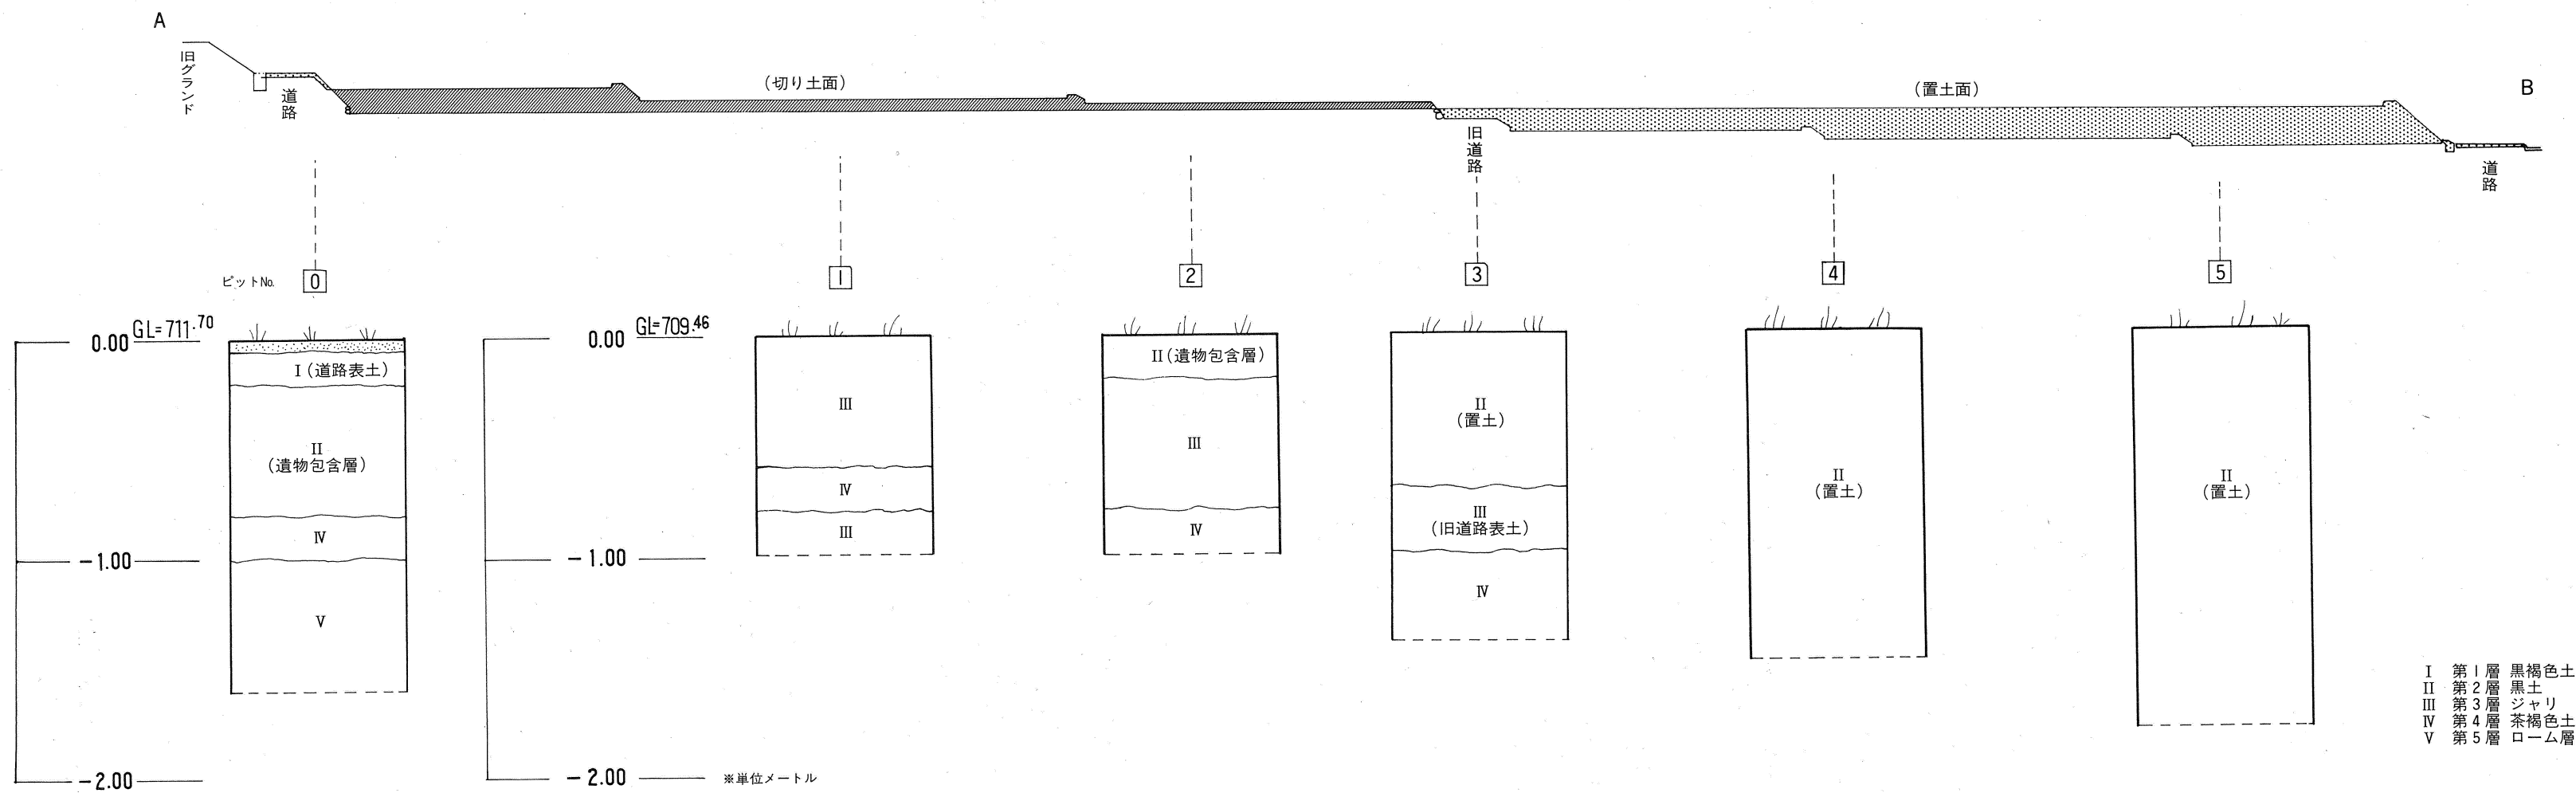 A
旧グランド
道路
(切り土面)
旧道路
(置土面)
B
道路
ピットNo.
0
1
2
3
4
5
0.00
GL=711.70
-1.00
-2.00
I(道路表土)
II
(遺物包含層)
IV
V
0.00
GL=709.46
-1.00
-2.00
※単位メートル
III
IV
III
II(遺物包含層)
III
IV
II
(置土)
III
(旧道路表土)
IV
II
(置土)
II
(置土)
I 第1層 黒褐色土
II 第2層 黒土
III 第3層 ジャリ
IV 第4層 茶褐色土
V 第5層 ローム層